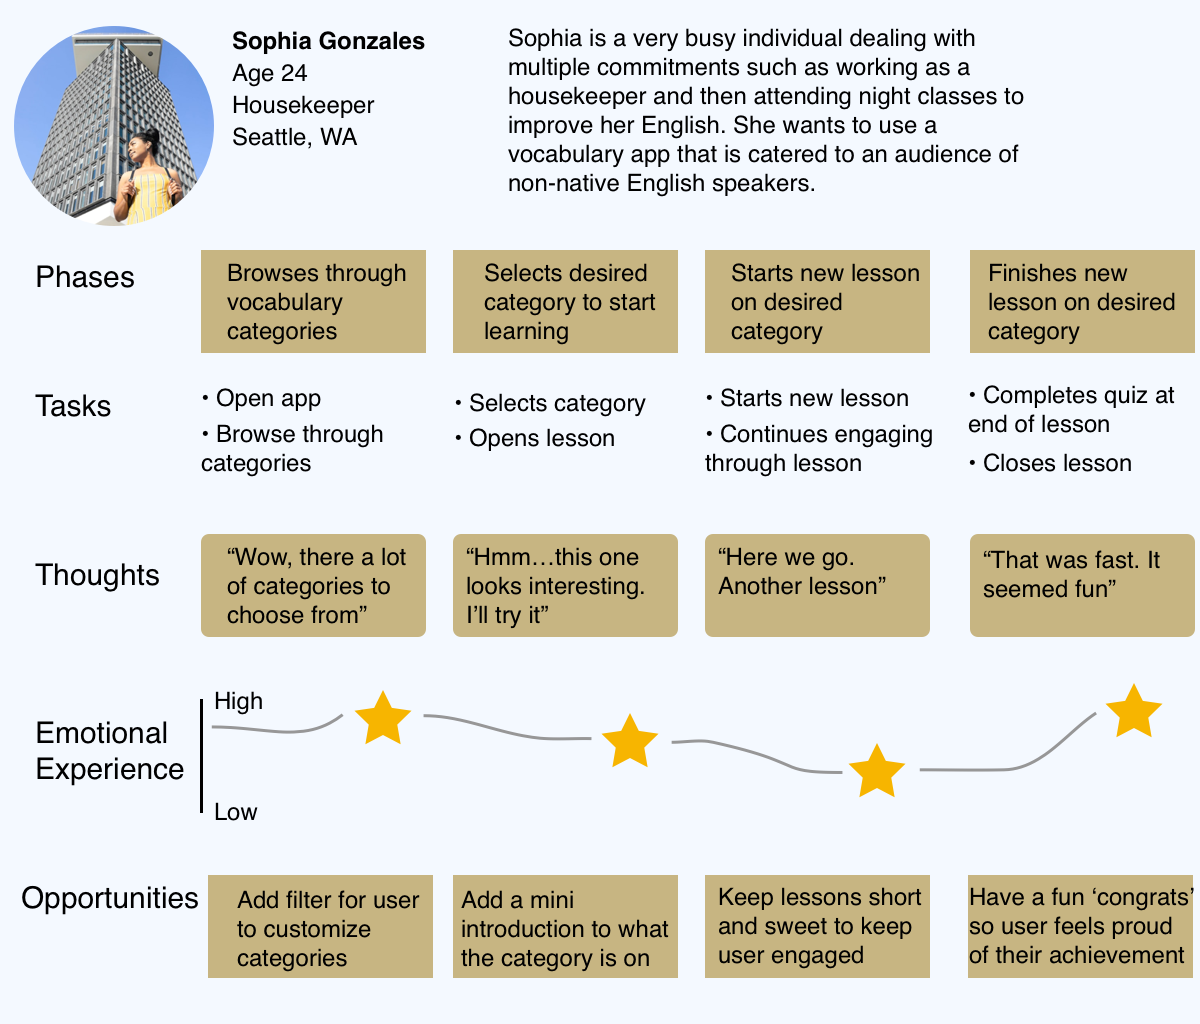 Sophia Gonzales
Age 24
Housekeeper
Seattle, WA
Sophia is a very busy individual dealing with
multiple commitments such as working as a
housekeeper and then attending night classes to
improve her English. She wants to use a
vocabulary app that is catered to an audience of
non-native English speakers.
Phases
Browses through
vocabulary
categories
Selects desired
category to start
learning
Starts new lesson
on desired
category
Finishes new
lesson on desired
category
Tasks
• Open app
• Browse through
categories
• Selects category
• Opens lesson
• Starts new lesson
• Continues engaging
through lesson
• Completes quiz at
end of lesson
• Closes lesson
Thoughts
“Wow, there a lot
of categories to
choose from”
“Hmm…this one
looks interesting.
I’ll try it”
“Here we go.
Another lesson”
“That was fast. It
seemed fun”
Emotional
Experience
High
Low
Opportunities
Add filter for user
to customize
categories
Add a mini
introduction to what
the category is on
Keep lessons short
and sweet to keep
user engaged
Have a fun ‘congrats’
so user feels proud
of their achievement